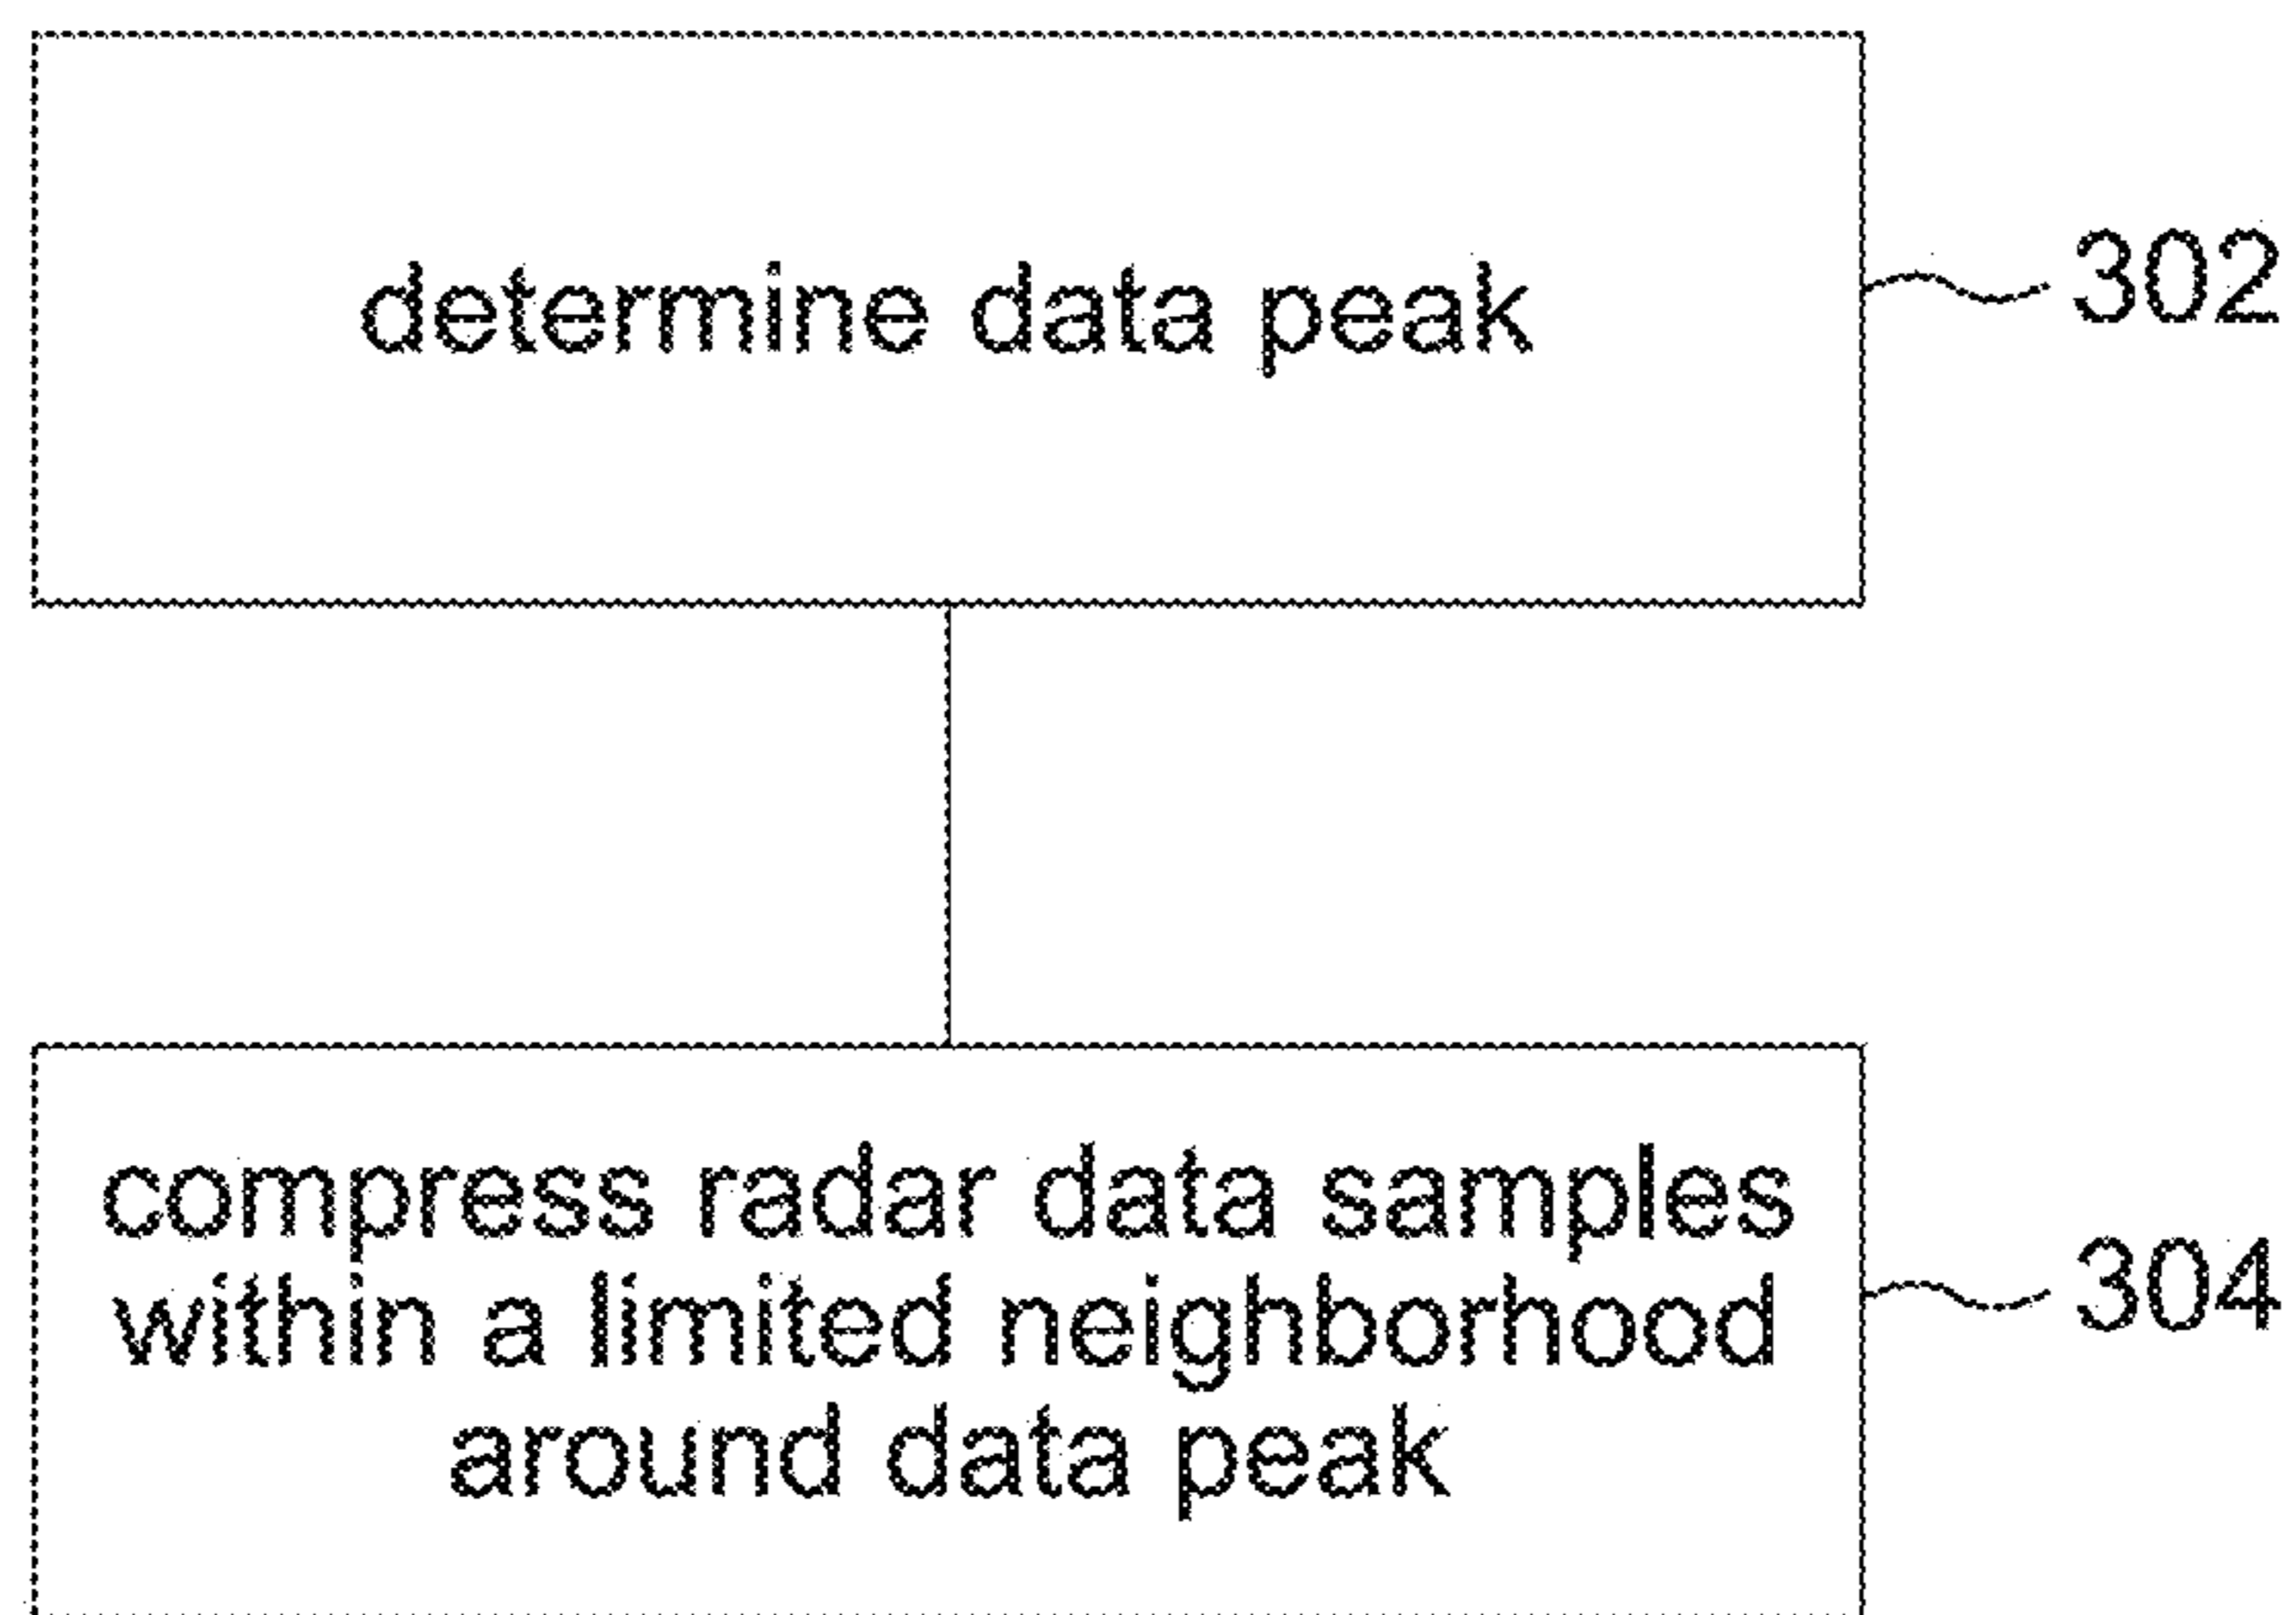 determine data peak
302
compress radar data samples
within a limited neighborhood
around data peak
304